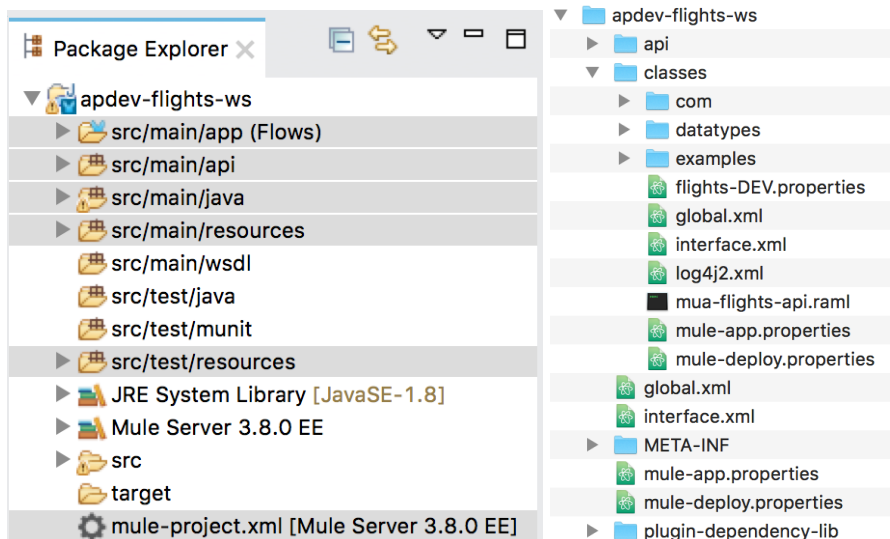 Package Explorer
apdev-flights-ws
src/main/app (Flows)
src/main/api
src/main/java
src/main/resources
src/main/wsdl
src/test/java
src/test/munit
src/test/resources
JRE System Library [JavaSE-1.8]
Mule Server 3.8.0 EE
src
target
mule-project.xml [Mule Server 3.8.0 EE]
apdev-flights-ws
api
classes
com
datatypes
examples
flights-DEV.properties
global.xml
interface.xml
log4j2.xml
mua-flights-api.raml
mule-app.properties
mule-deploy.properties
global.xml
interface.xml
META-INF
mule-app.properties
mule-deploy.properties
plugin-dependency-lib